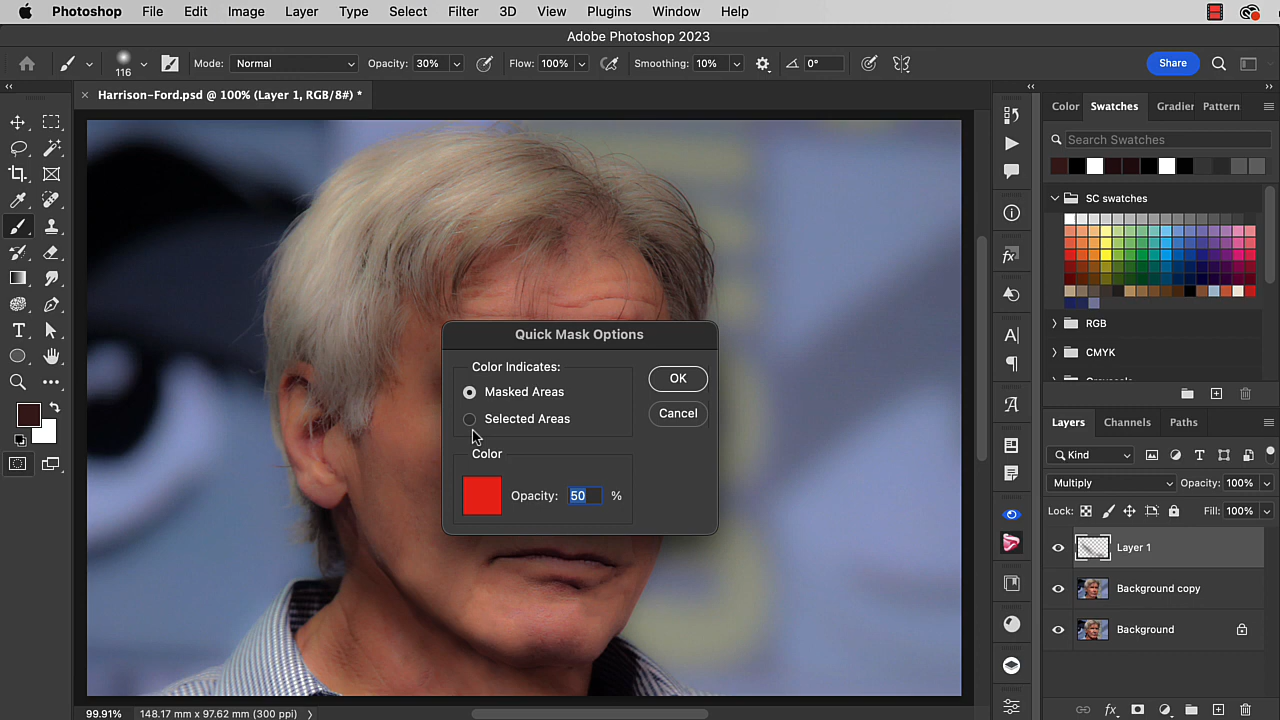 Photoshop File Edit Image Layer Type Select Filter 3D View Plugins Window Help
Adobe Photoshop 2023
116 Mode: Normal Opacity: 30% Flow: 100% Smoothing: 10% 0° Share
× Harrison-Ford.psd @ 100% (Layer 1, RGB/8#) *
Color Swatches Gradier Pattern
Search Swatches
SC swatches
RGB
CMYK
Quick Mask Options
Color Indicates:
Masked Areas
Selected Areas
OK
Cancel
Color
Opacity: 50 %
Layers Channels Paths
Kind
Multiply Opacity: 100%
Lock: Fill: 100%
Layer 1
Background copy
Background
99.91% 148.17 mm x 97.62 mm (300 ppi)